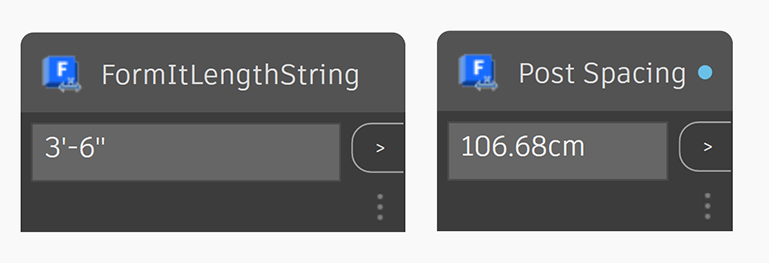 FormItLengthString
3'-6"
>
Post Spacing
106.68cm
>